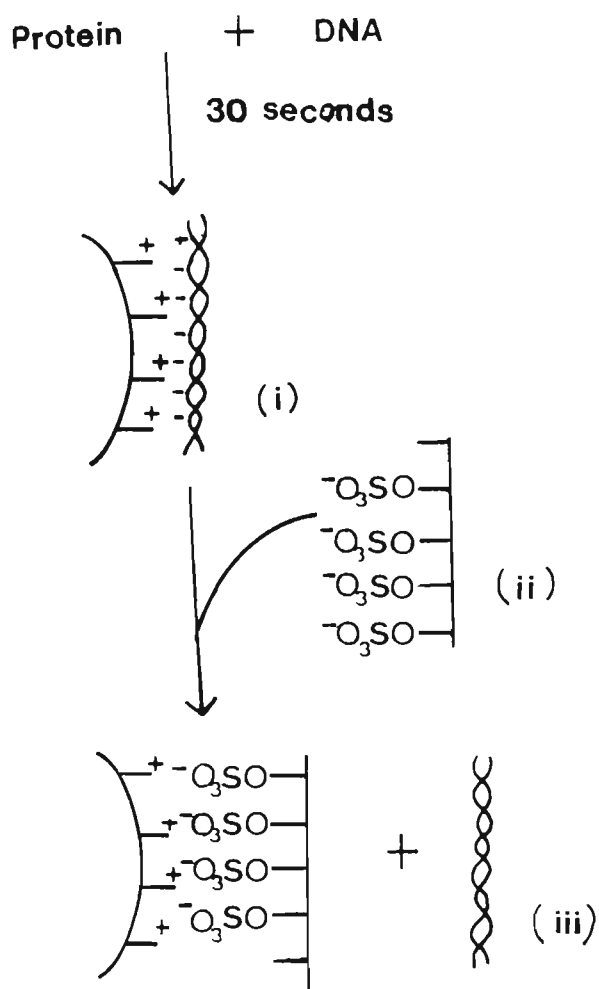 Protein + DNA
30 seconds
+ +
-
+ -
-
+ -
-
+ -
(i)
⁻O₃SO
⁻O₃SO
⁻O₃SO
⁻O₃SO
(ii)
+ ⁻O₃SO
+ ⁻O₃SO
+ ⁻O₃SO
+ ⁻O₃SO
+
(iii)